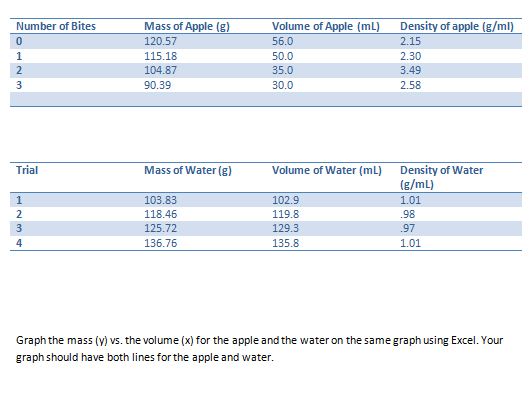 Number of Bites Mass of Apple (g) Volume of Apple (mL) Density of apple (g/ml)
0 120.57 56.0 2.15
1 115.18 50.0 2.30
2 104.87 35.0 3.49
3 90.39 30.0 2.58
Trial Mass of Water (g) Volume of Water (mL) Density of Water
(g/mL)
1 103.83 102.9 1.01
2 118.46 119.8 .98
3 125.72 129.3 .97
4 136.76 135.8 1.01
Graph the mass (y) vs. the volume (x) for the apple and the water on the same graph using Excel. Your
graph should have both lines for the apple and water.